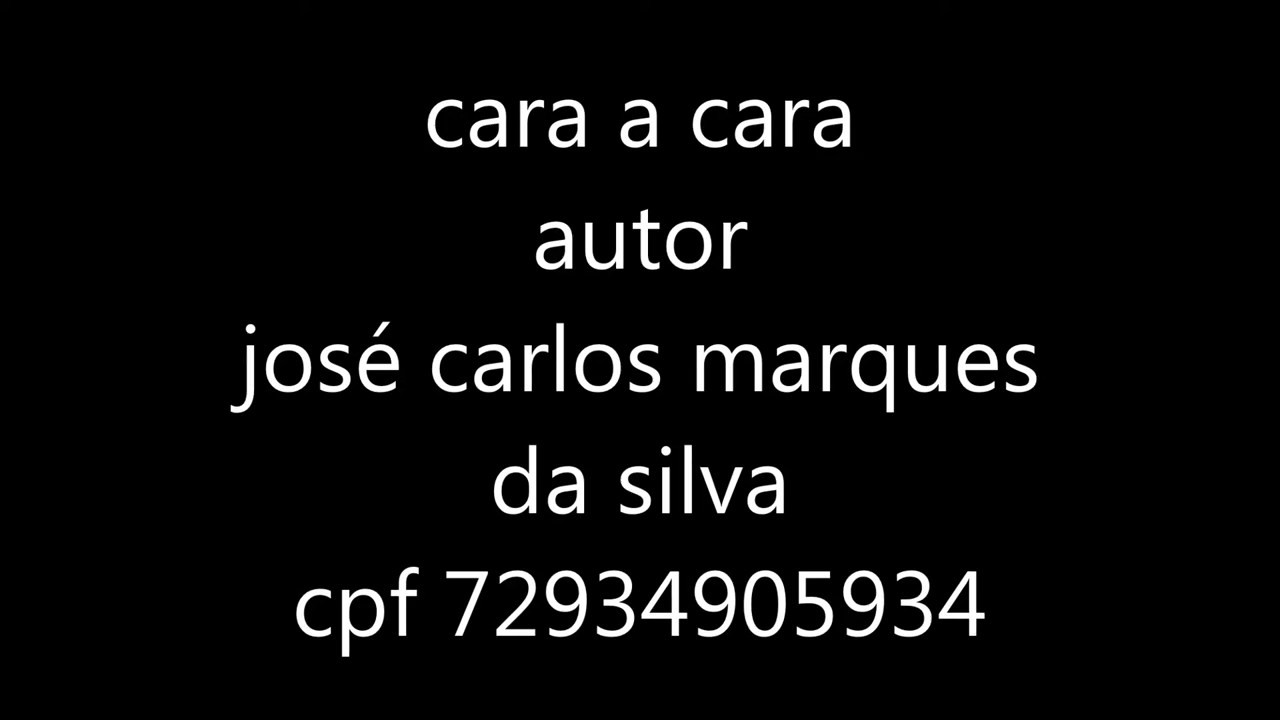 cara a cara
autor
josé carlos marques
da silva
cpf 72934905934